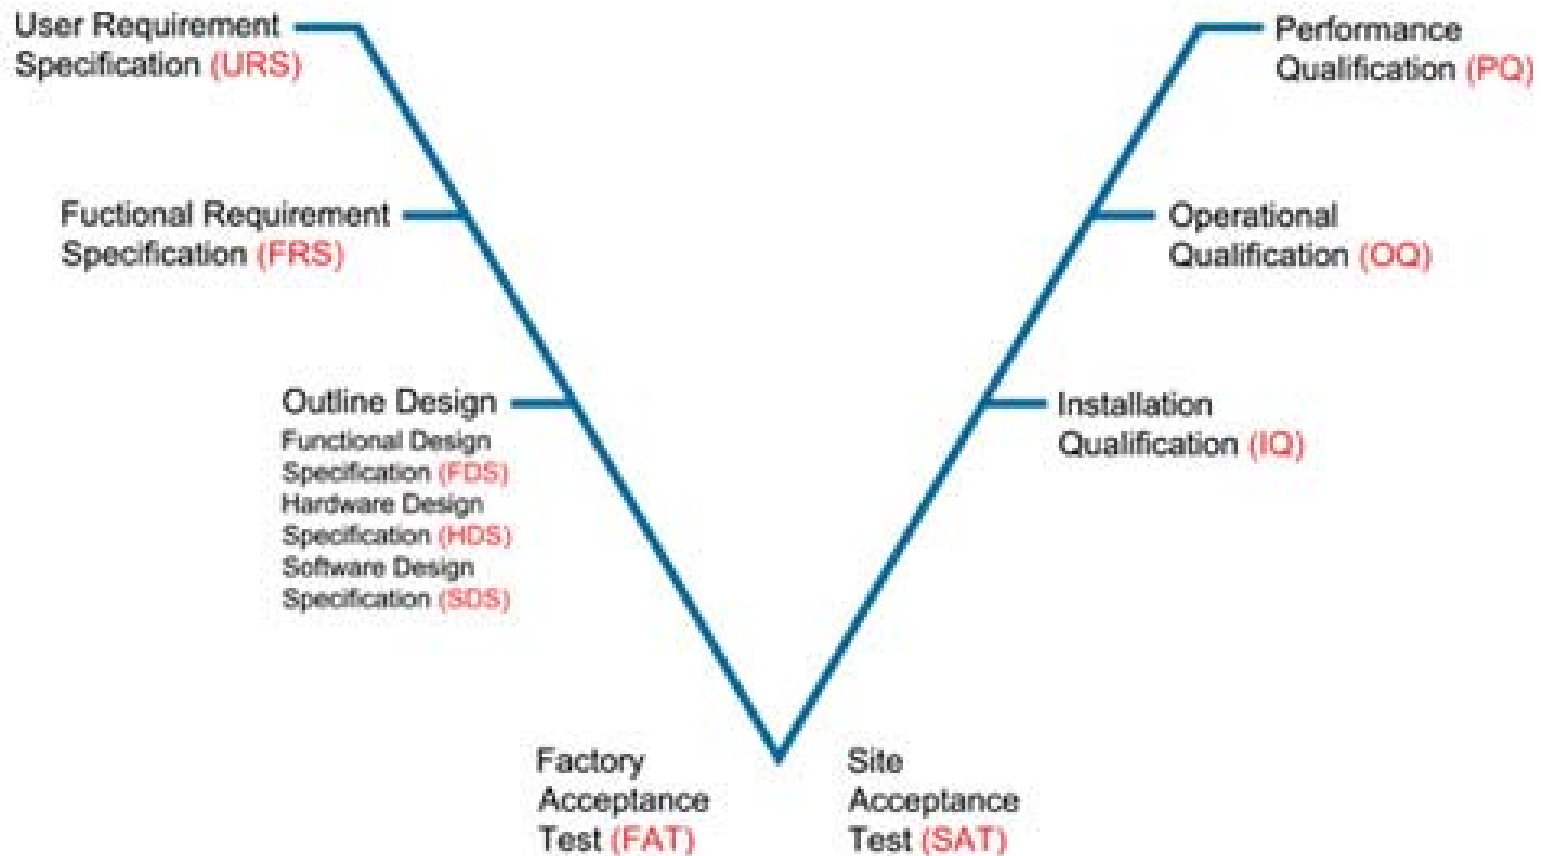 User Requirement
Specification (URS)
Fuctional Requirement
Specification (FRS)
Outline Design
Functional Design
Specification (FDS)
Hardware Design
Specification (HDS)
Software Design
Specification (SDS)
Factory
Acceptance
Test (FAT)
Site
Acceptance
Test (SAT)
Installation
Qualification (IQ)
Operational
Qualification (OQ)
Performance
Qualification (PQ)